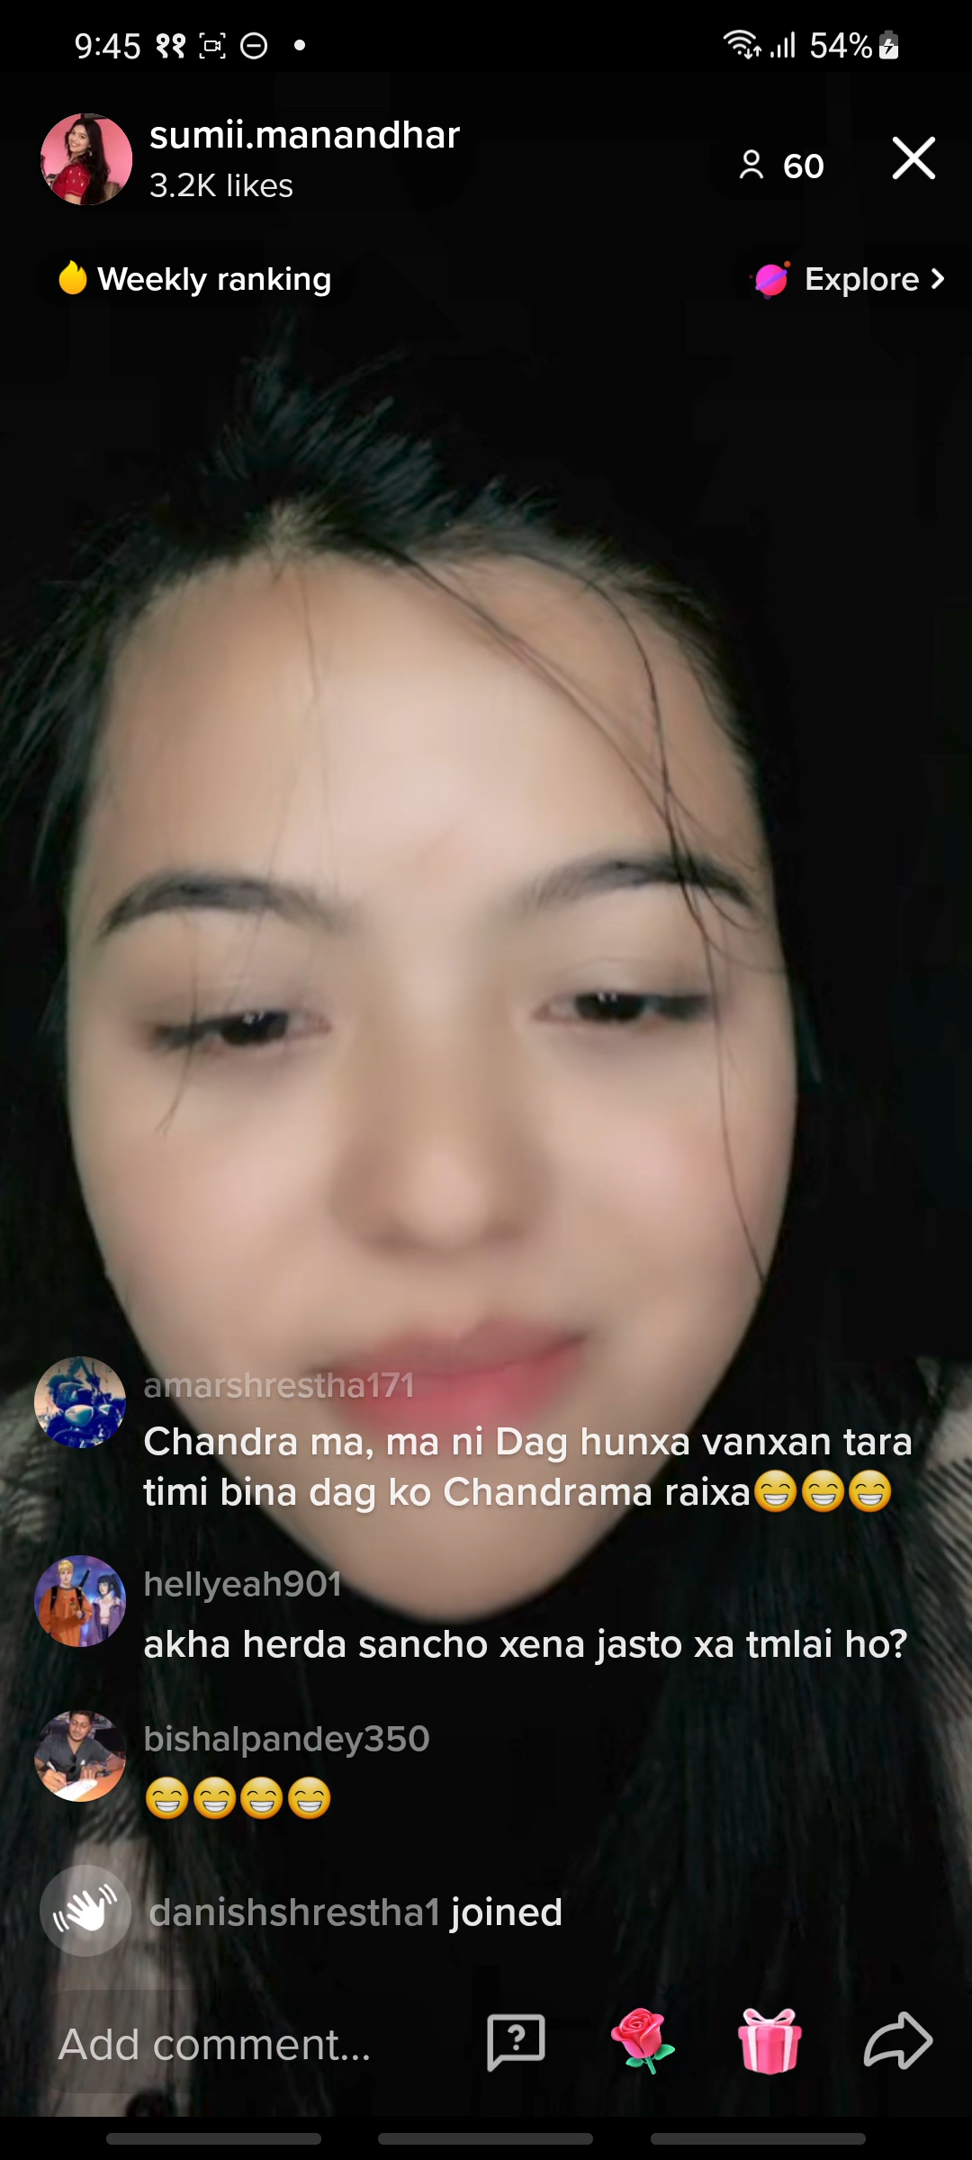 9:45 ११ 54%
sumii.manandhar
3.2K likes
60
Weekly ranking
Explore >
amarshrestha171
Chandra ma, ma ni Dag hunxa vanxan tara
timi bina dag ko Chandrama raixa😁😁😁
hellyeah901
akha herda sancho xena jasto xa tmlai ho?
bishalpandey350
😁😁😁😁
danishshrestha1 joined
Add comment...